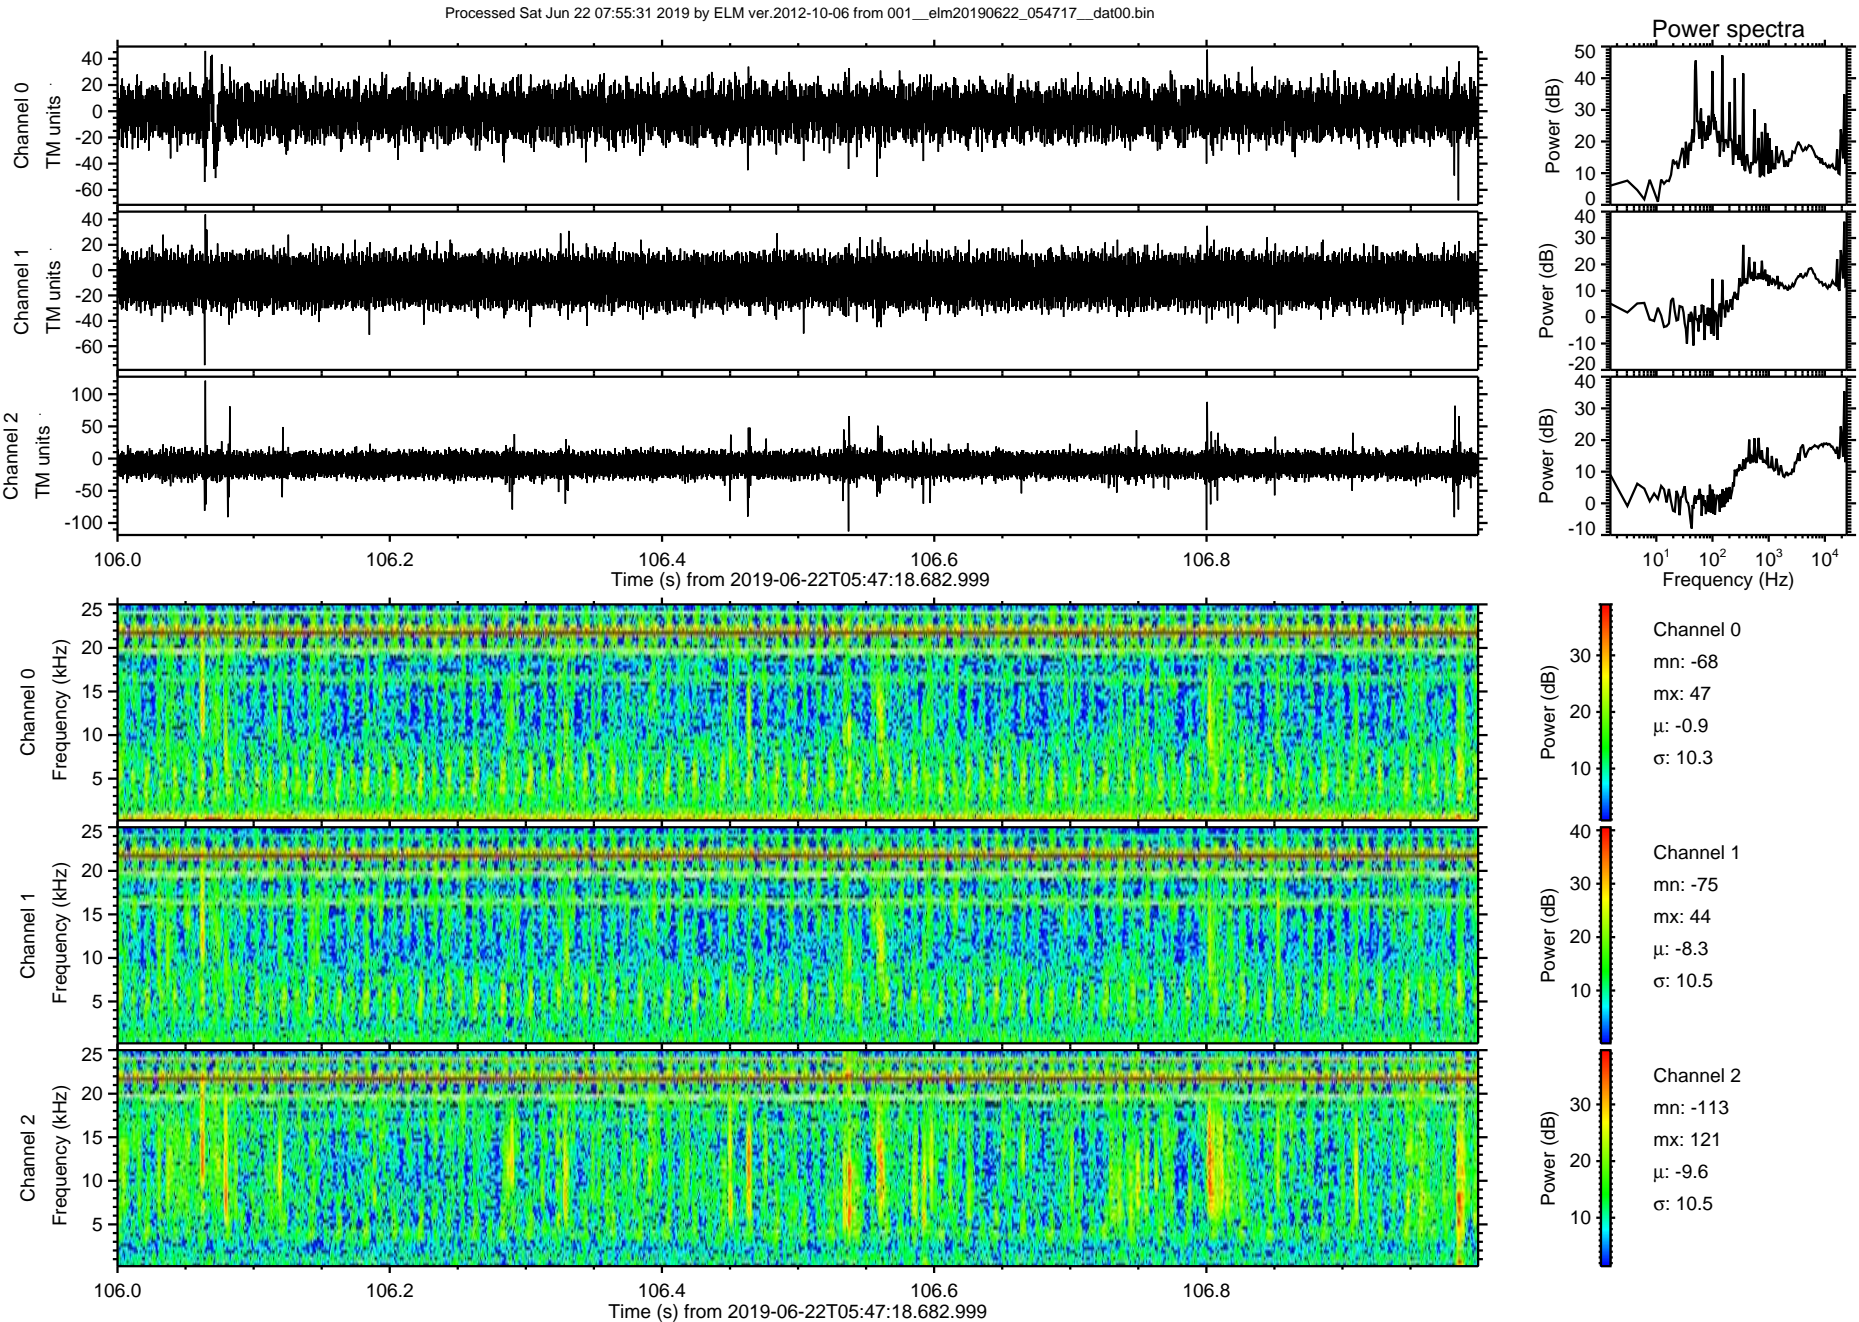 Processed Sat Jun 22 07:55:31 2019 by ELM ver.2012-10-06 from 001__elm20190622_054717__dat00.bin
Power spectra
Channel 0
TM units
40
20
0
-20
-40
-60
Power (dB)
50
40
30
20
10
0
Channel 1
TM units
40
20
0
-20
-40
-60
Power (dB)
40
30
20
10
0
-10
-20
Channel 2
TM units
100
50
0
-50
-100
Power (dB)
40
30
20
10
0
-10
106.0 106.2 106.4 106.6 106.8
Time (s) from 2019-06-22T05:47:18.682.999
10¹ 10² 10³ 10⁴
Frequency (Hz)
Channel 0
Frequency (kHz)
25
20
15
10
5
Power (dB)
30
20
10
Channel 0
mn: -68
mx: 47
µ: -0.9
σ: 10.3
Channel 1
Frequency (kHz)
25
20
15
10
5
Power (dB)
40
30
20
10
Channel 1
mn: -75
mx: 44
µ: -8.3
σ: 10.5
Channel 2
Frequency (kHz)
25
20
15
10
5
Power (dB)
30
20
10
Channel 2
mn: -113
mx: 121
µ: -9.6
σ: 10.5
106.0 106.2 106.4 106.6 106.8
Time (s) from 2019-06-22T05:47:18.682.999